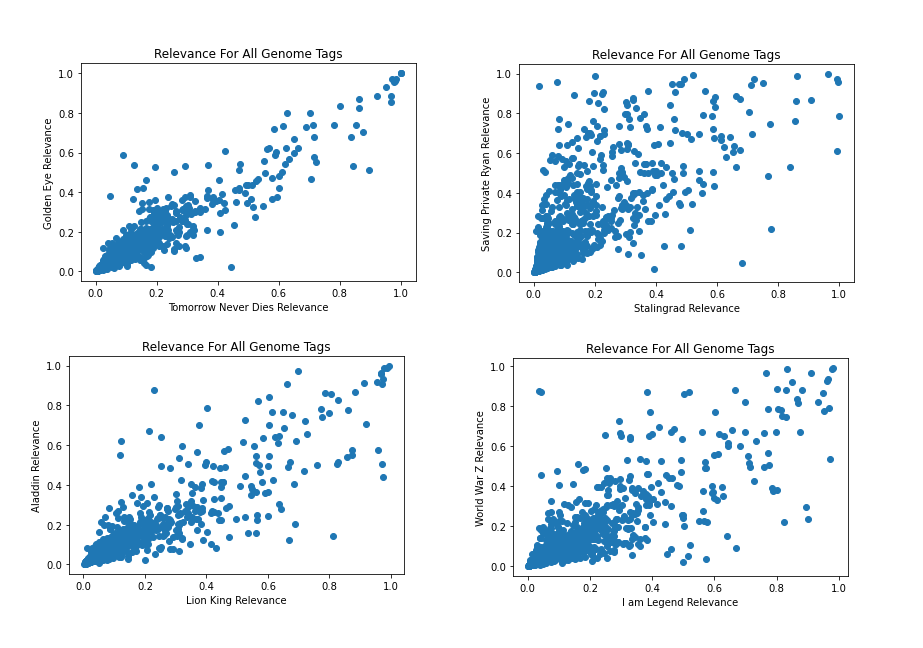 Relevance For All Genome Tags
1.0
0.8
0.6
0.4
0.2
0.0
Golden Eye Relevance
0.0 0.2 0.4 0.6 0.8 1.0
Tomorrow Never Dies Relevance
Relevance For All Genome Tags
1.0
0.8
0.6
0.4
0.2
0.0
Saving Private Ryan Relevance
0.0 0.2 0.4 0.6 0.8 1.0
Stalingrad Relevance
Relevance For All Genome Tags
1.0
0.8
0.6
0.4
0.2
0.0
Aladdin Relevance
0.0 0.2 0.4 0.6 0.8 1.0
Lion King Relevance
Relevance For All Genome Tags
1.0
0.8
0.6
0.4
0.2
0.0
World War Z Relevance
0.0 0.2 0.4 0.6 0.8 1.0
I am Legend Relevance